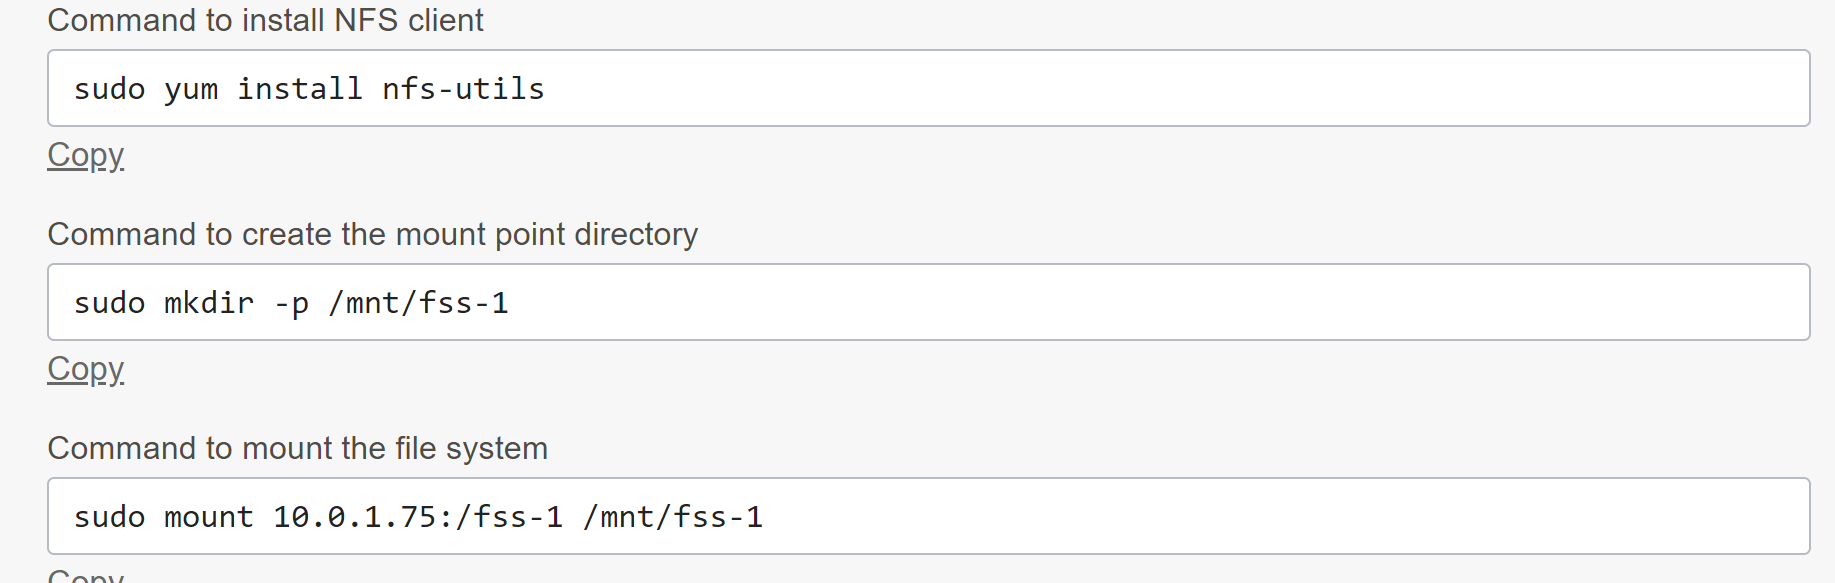 Command to install NFS client
sudo yum install nfs-utils
Copy
Command to create the mount point directory
sudo mkdir -p /mnt/fss-1
Copy
Command to mount the file system
sudo mount 10.0.1.75:/fss-1 /mnt/fss-1
Copy